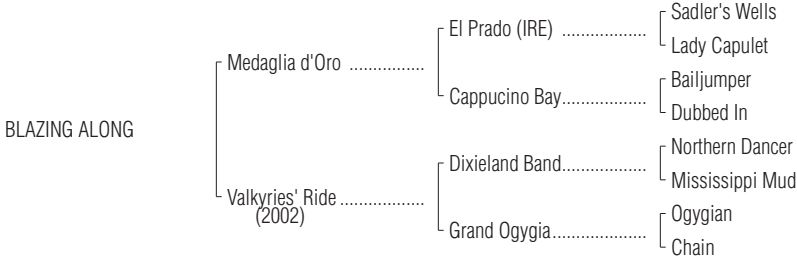 Sadler's Wells
El Prado (IRE) ..................
Lady Capulet
Medaglia d'Oro ................
Bailjumper
Cappucino Bay..................
Dubbed In
BLAZING ALONG
Northern Dancer
Dixieland Band..................
Mississippi Mud
Valkyries' Ride ..................
(2002)
Ogygian
Grand Ogygia....................
Chain